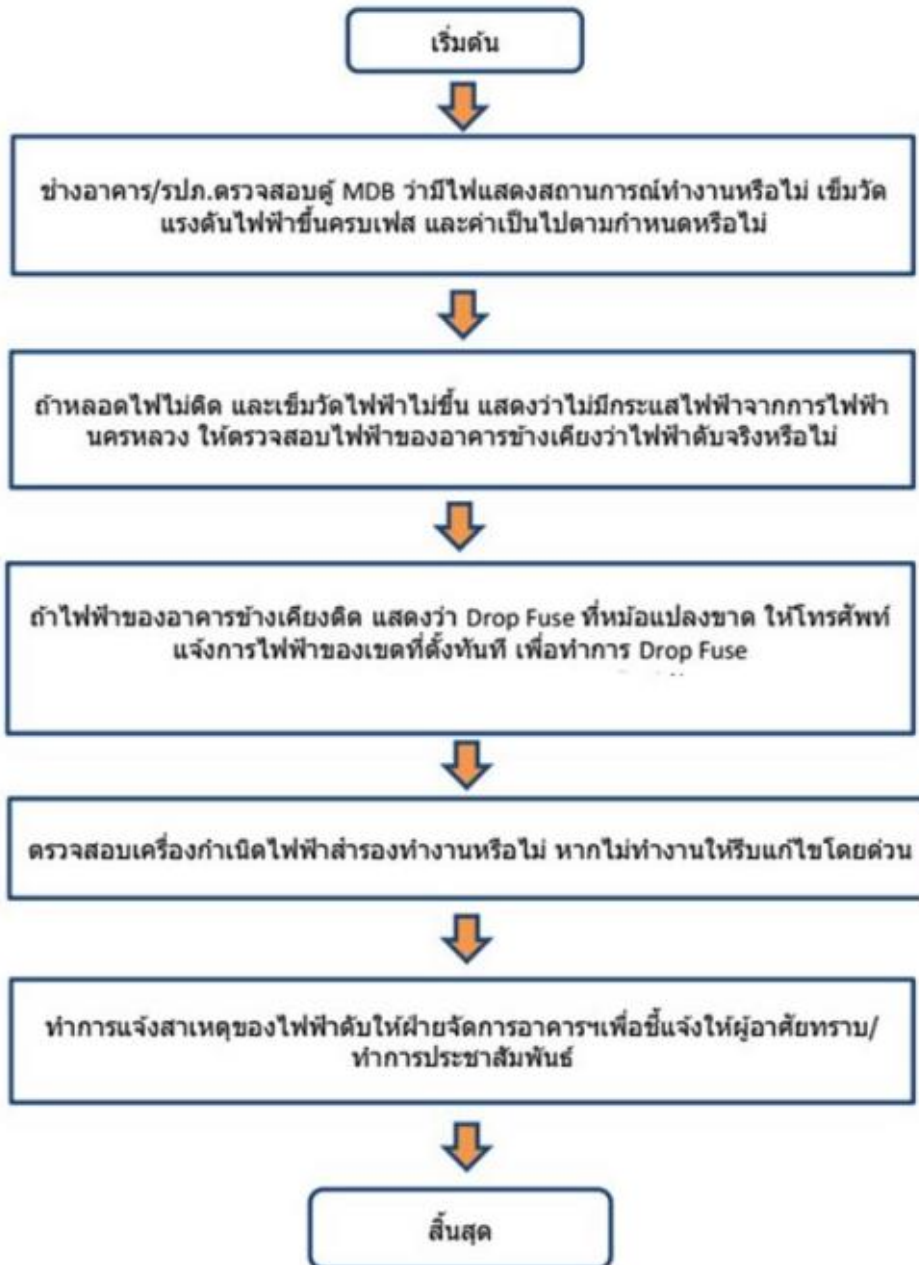 เริ่มต้น
ช่างอาคาร/รปภ.ตรวจสอบตู้ MDB ว่ามีไฟแสดงสถานการณ์ทำงานหรือไม่ เข็มวัด
แรงดันไฟฟ้าขึ้นครบเฟส และค่าเป็นไปตามกำหนดหรือไม่
ถ้าหลอดไฟไม่ติด และเข็มวัดไฟฟ้าไม่ขึ้น แสดงว่าไม่มีกระแสไฟฟ้าจากการไฟฟ้า
นครหลวง ให้ตรวจสอบไฟฟ้าของอาคารข้างเคียงว่าไฟฟ้าดับจริงหรือไม่
ถ้าไฟฟ้าของอาคารข้างเคียงติด แสดงว่า Drop Fuse ที่หม้อแปลงขาด ให้โทรศัพท์
แจ้งการไฟฟ้าของเขตที่ตั้งทันที เพื่อทำการ Drop Fuse
ตรวจสอบเครื่องกำเนิดไฟฟ้าสำรองทำงานหรือไม่ หากไม่ทำงานให้รีบแก้ไขโดยด่วน
ทำการแจ้งสาเหตุของไฟฟ้าดับให้ฝ่ายจัดการอาคารฯเพื่อชี้แจงให้ผู้อาศัยทราบ/
ทำการประชาสัมพันธ์
สิ้นสุด